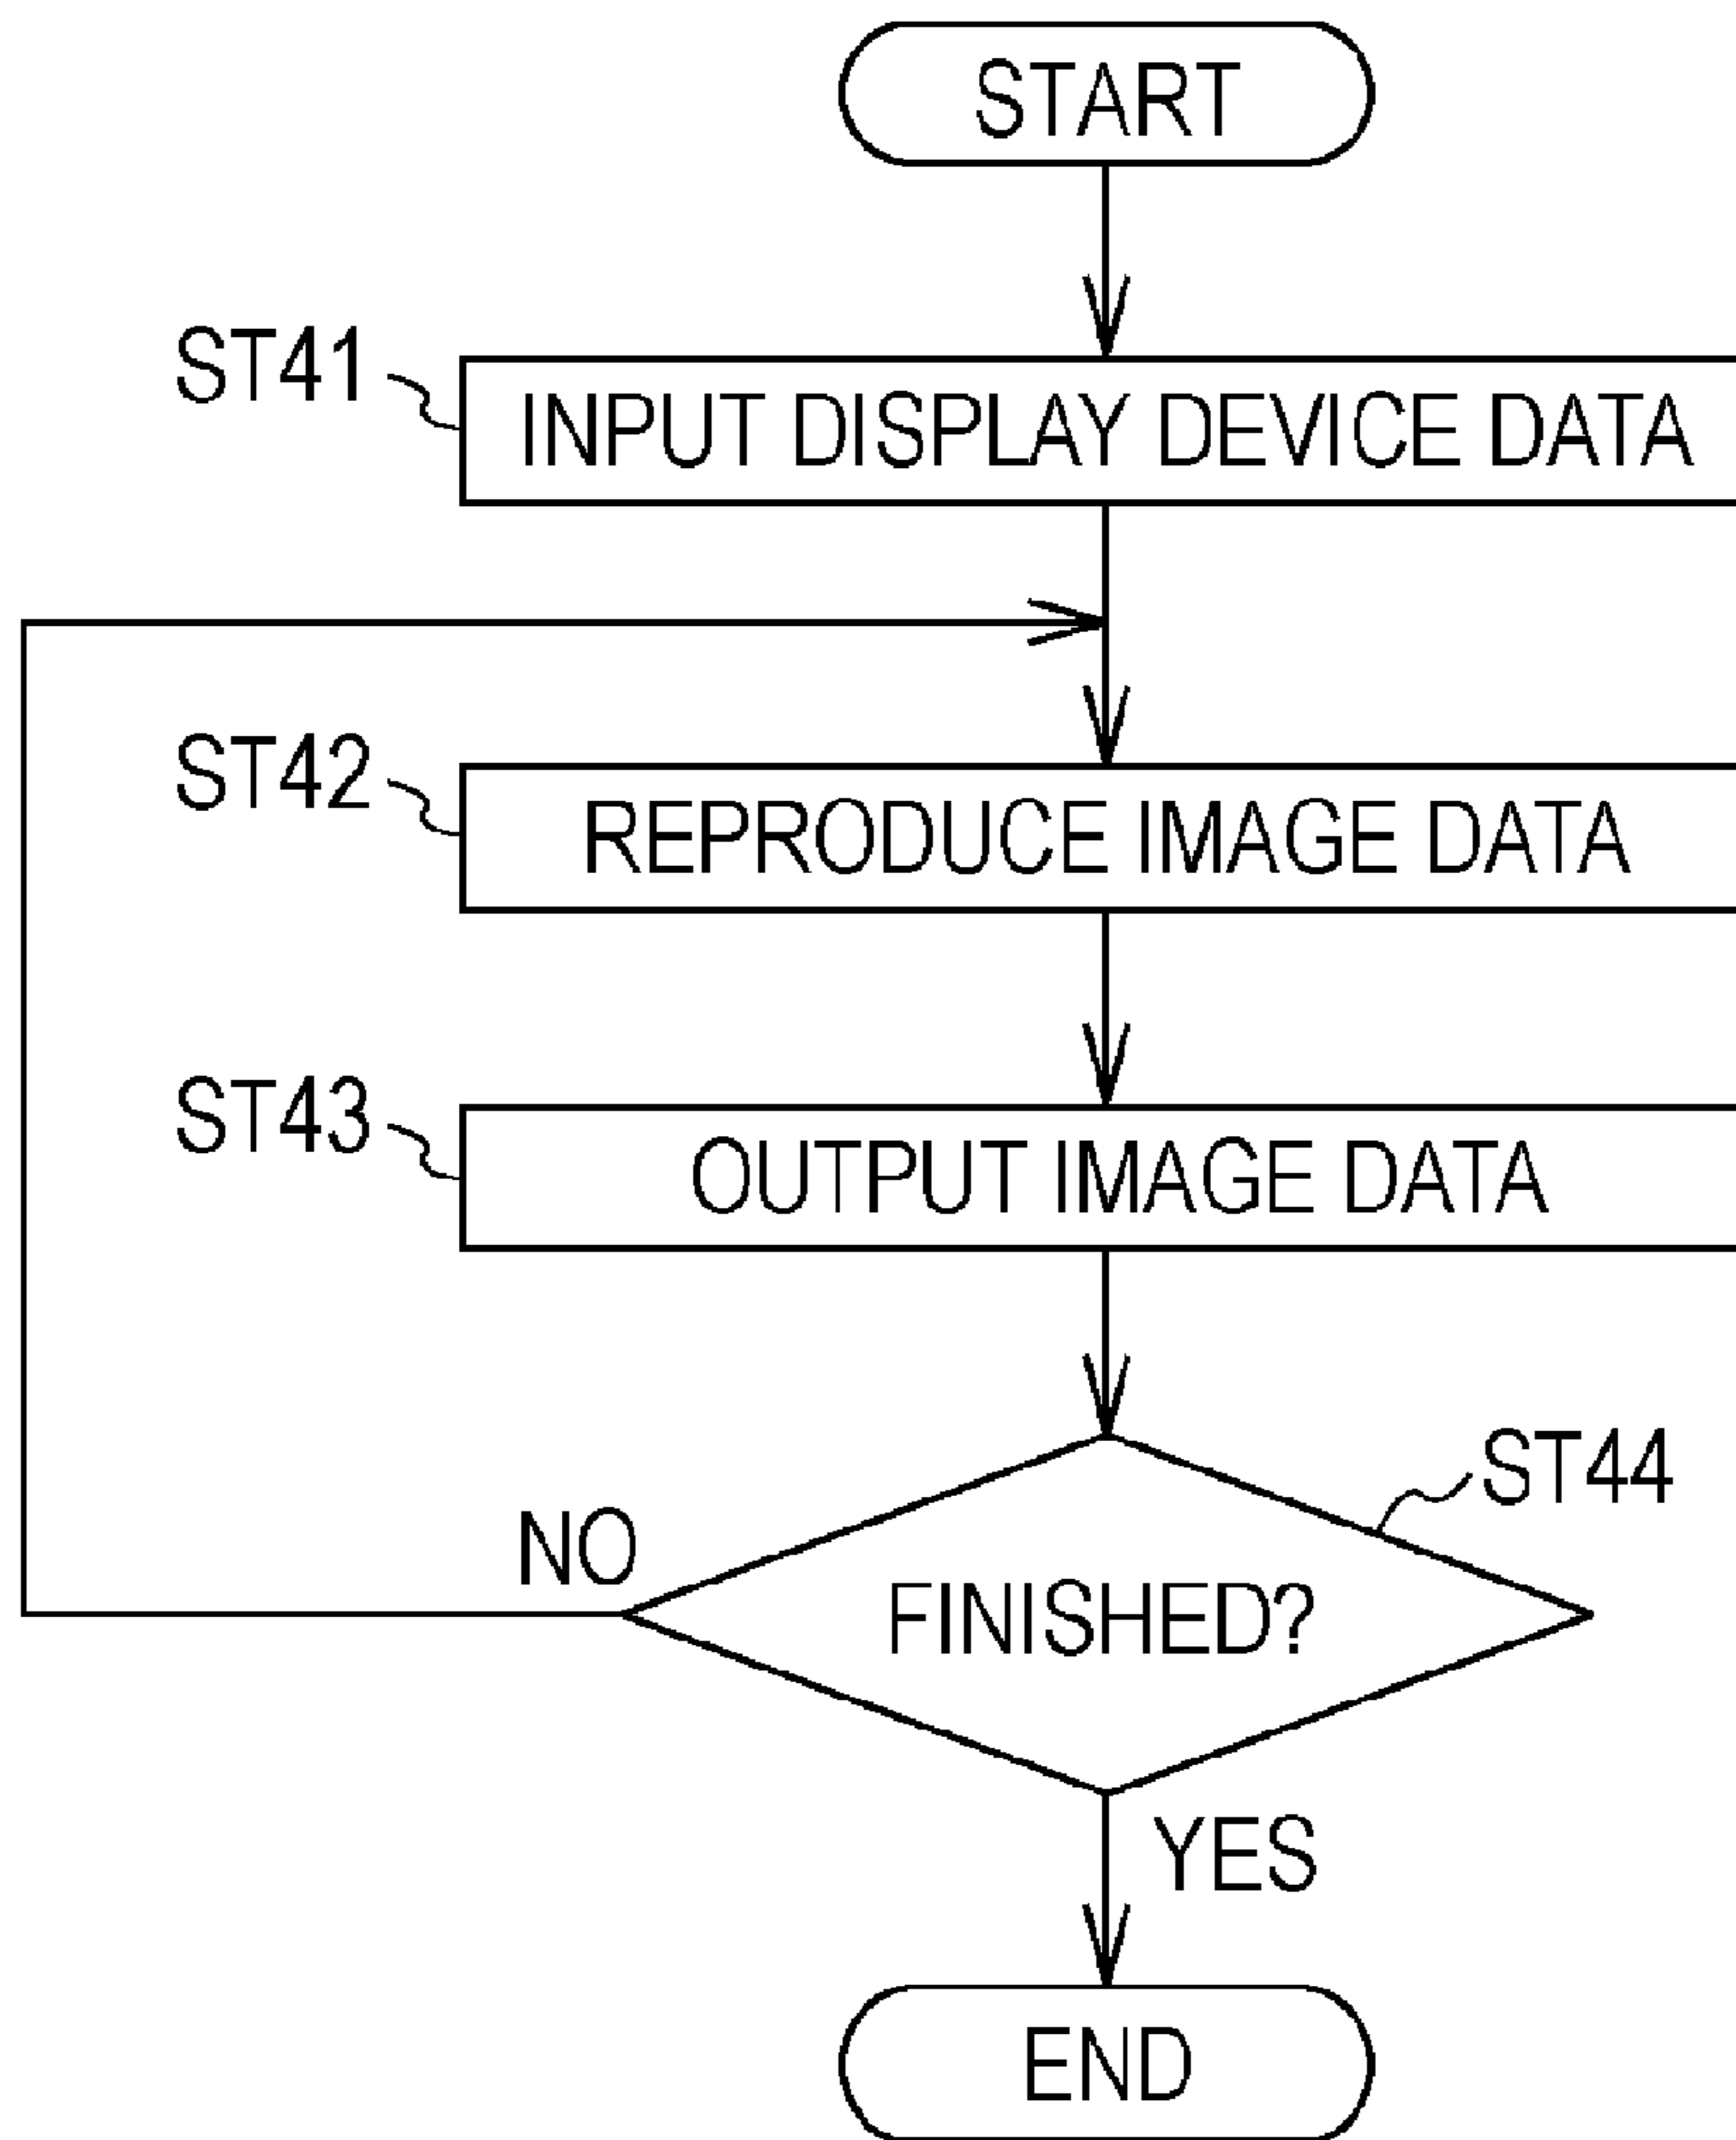 START
ST41
INPUT DISPLAY DEVICE DATA
ST42
REPRODUCE IMAGE DATA
ST43
OUTPUT IMAGE DATA
ST44
NO
FINISHED?
YES
END